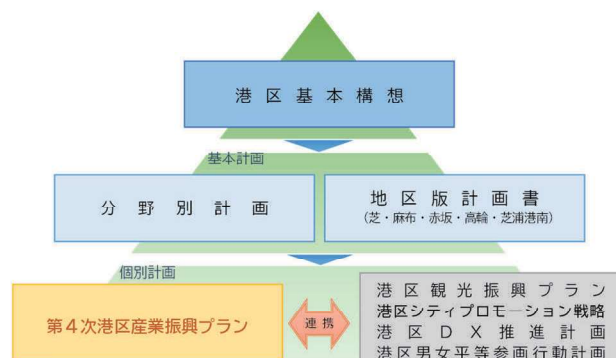 港区基本構想
基本計画
分野別計画
地区版計画書
(芝・麻布・赤坂・高輪・芝浦港南)
個別計画
第4次港区産業振興プラン
連携
港区観光振興プラン
港区シティプロモーション戦略
港区DX推進計画
港区男女平等参画行動計画